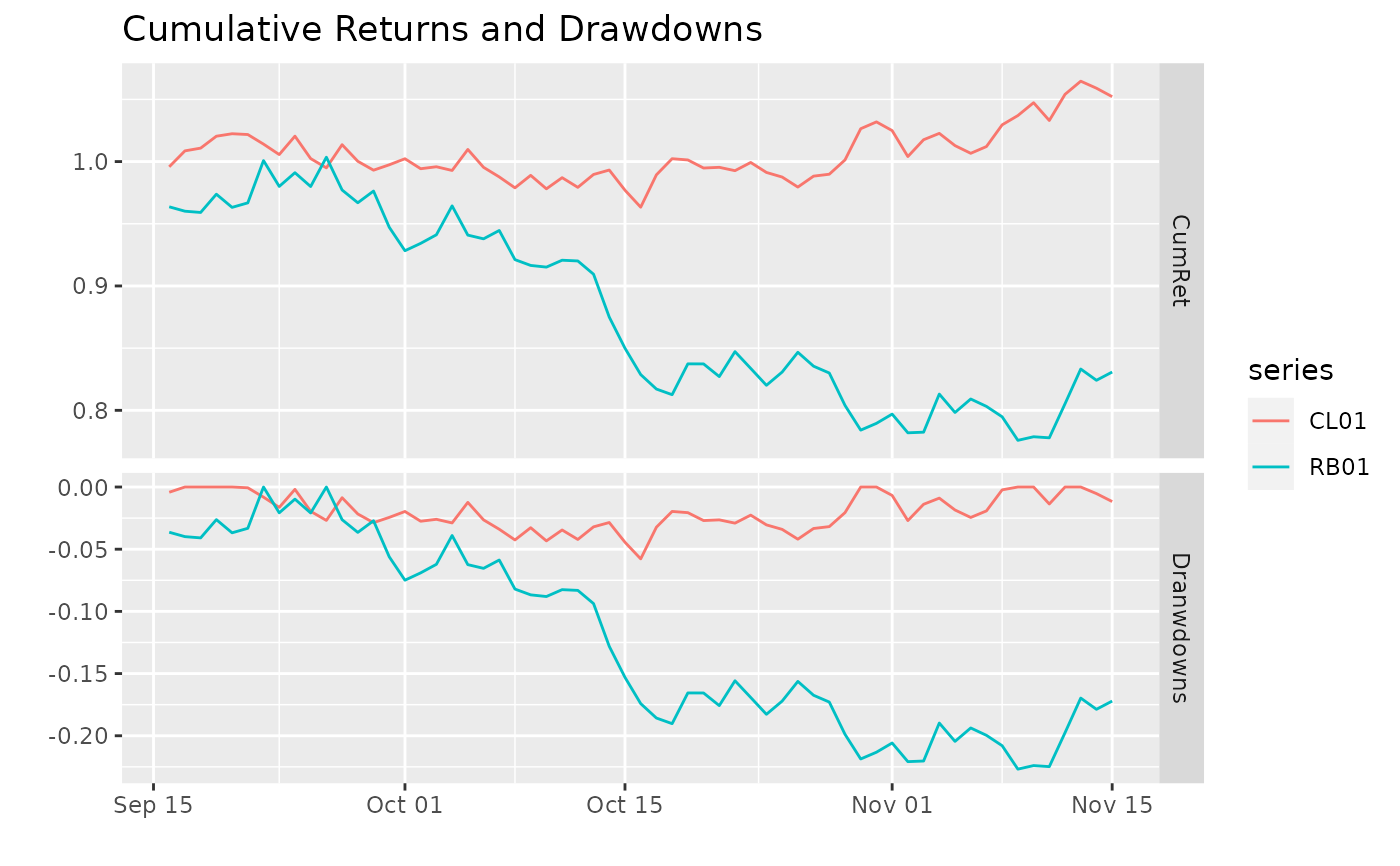 Cumulative Returns and Drawdowns
1.0
0.9
0.8
CumRet
0.00
-0.05
-0.10
-0.15
-0.20
Dranwdowns
Sep 15 Oct 01 Oct 15 Nov 01 Nov 15
series
CL01
RB01